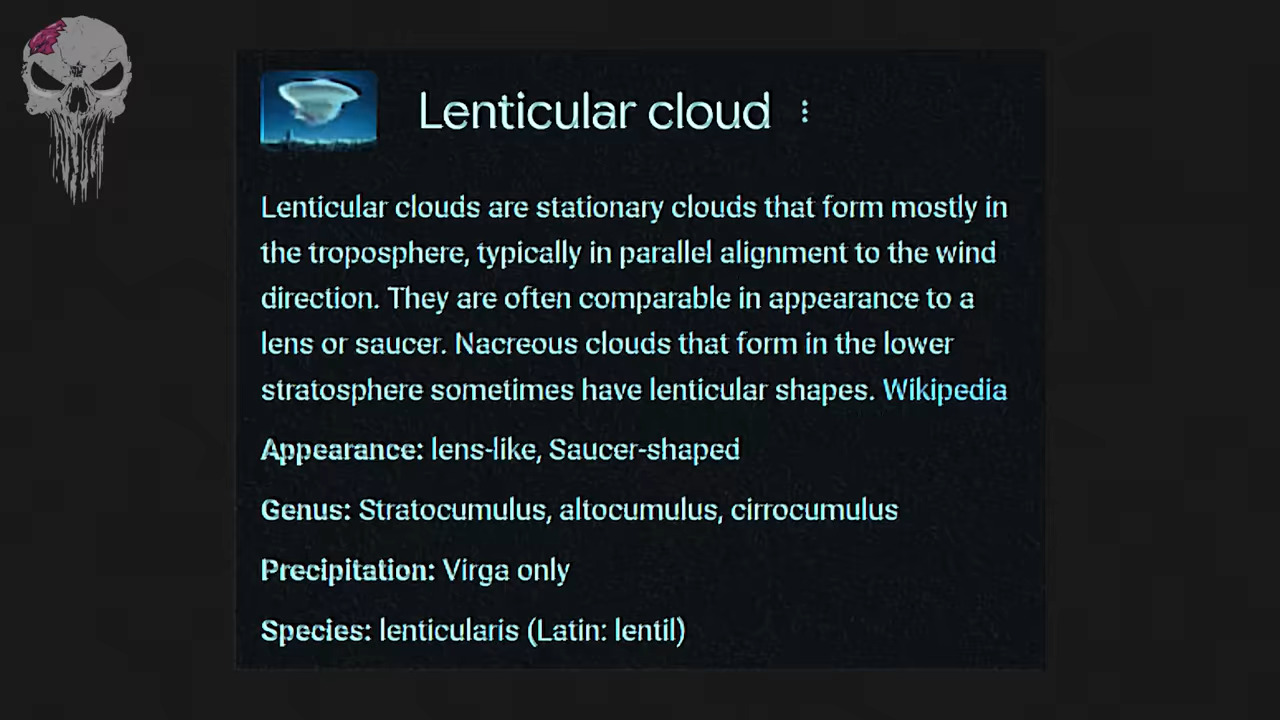 Lenticular cloud
Lenticular clouds are stationary clouds that form mostly in
the troposphere, typically in parallel alignment to the wind
direction. They are often comparable in appearance to a
lens or saucer. Nacreous clouds that form in the lower
stratosphere sometimes have lenticular shapes. Wikipedia
Appearance: lens-like, Saucer-shaped
Genus: Stratocumulus, altocumulus, cirrocumulus
Precipitation: Virga only
Species: lenticularis (Latin: lentil)